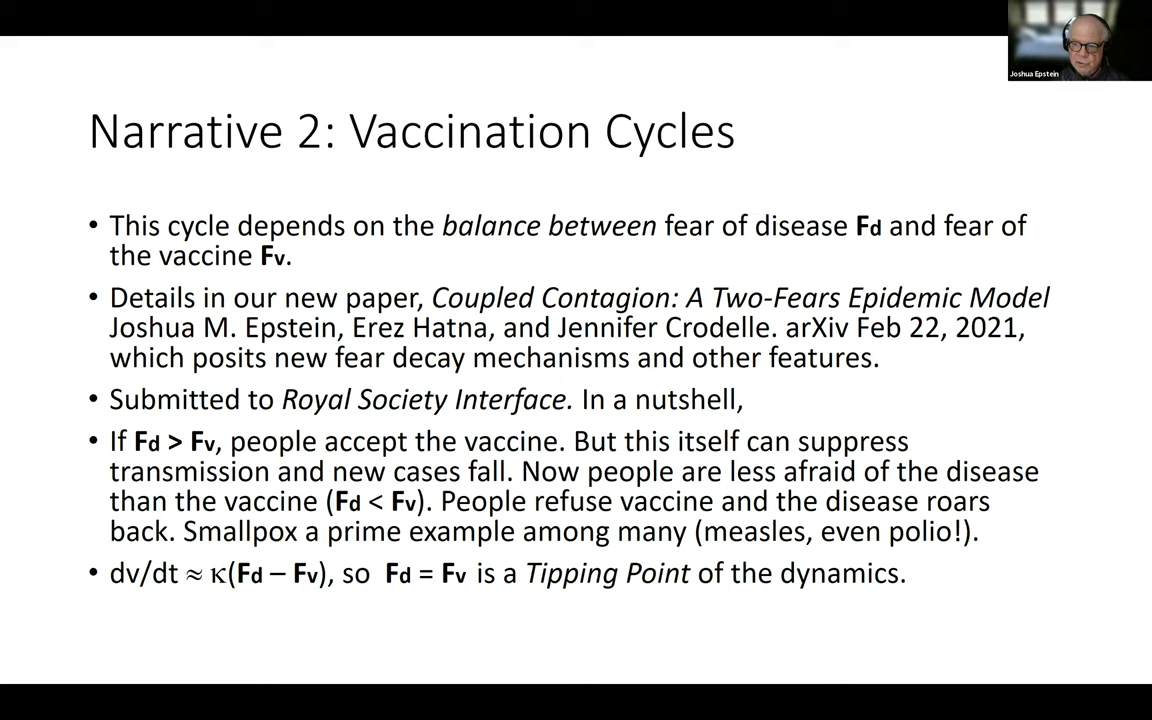 Joshua Epstein
Narrative 2: Vaccination Cycles
• This cycle depends on the balance between fear of disease Fd and fear of
the vaccine Fv.
• Details in our new paper, Coupled Contagion: A Two-Fears Epidemic Model
Joshua M. Epstein, Erez Hatna, and Jennifer Crodelle. arXiv Feb 22, 2021,
which posits new fear decay mechanisms and other features.
• Submitted to Royal Society Interface. In a nutshell,
• If Fd > Fv, people accept the vaccine. But this itself can suppress
transmission and new cases fall. Now people are less afraid of the disease
than the vaccine (Fd < Fv). People refuse vaccine and the disease roars
back. Smallpox a prime example among many (measles, even polio!).
• dv/dt ≈ κ(Fd – Fv), so Fd = Fv is a Tipping Point of the dynamics.